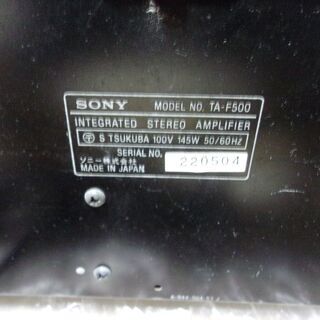 SONY MODEL NO. TA-F500
INTEGRATED STEREO AMPLIFIER
〒 S TSUKUBA 100V 145W 50/60Hz
SERIAL NO. 220504
ソニー株式会社
MADE IN JAPAN